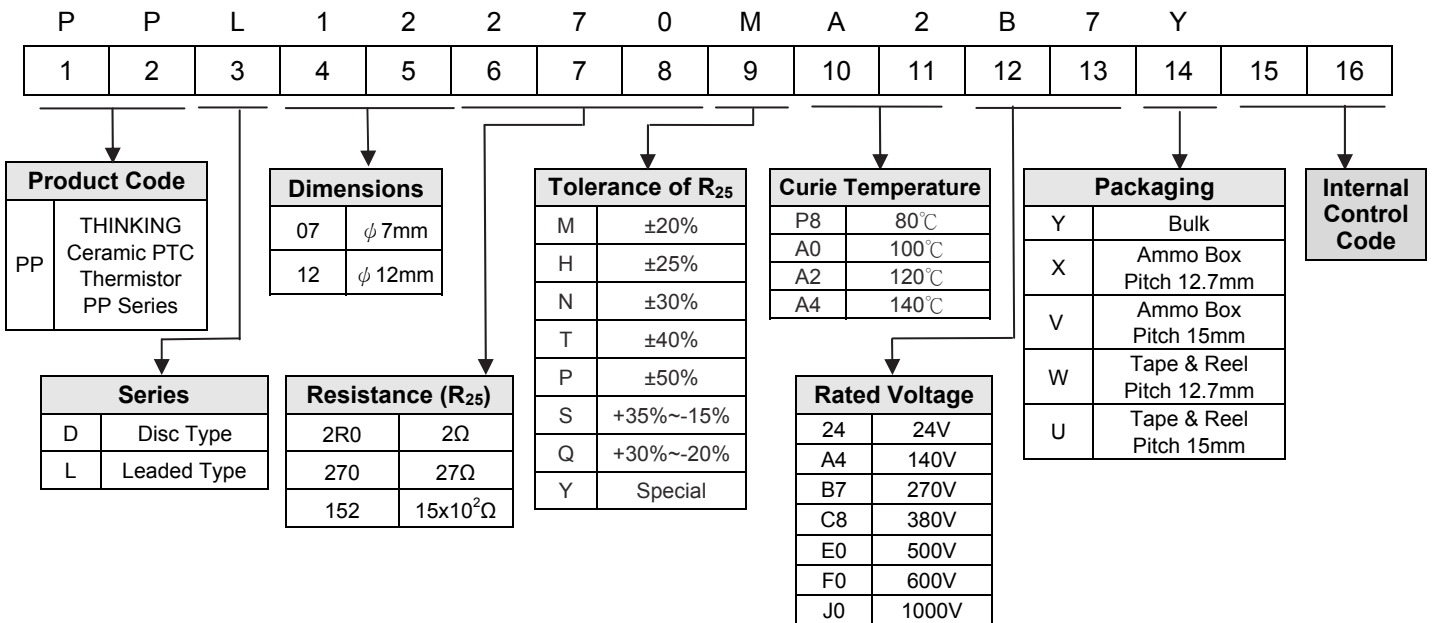 P P L 1 2 2 7 0 M A 2 B 7 Y
1 2 3 4 5 6 7 8 9 10 11 12 13 14 15 16
Product Code
PP
THINKING
Ceramic PTC
Thermistor
PP Series
Dimensions
07 ϕ 7mm
12 ϕ 12mm
Tolerance of R25
M ±20%
H ±25%
N ±30%
T ±40%
P ±50%
S +35%~-15%
Q +30%~-20%
Y Special
Curie Temperature
P8 80℃
A0 100℃
A2 120℃
A4 140℃
Packaging
Y Bulk
X Ammo Box
Pitch 12.7mm
V Ammo Box
Pitch 15mm
W Tape & Reel
Pitch 12.7mm
U Tape & Reel
Pitch 15mm
Internal
Control
Code
Series
D Disc Type
L Leaded Type
Resistance (R25)
2R0 2Ω
270 27Ω
152 15x10²Ω
Rated Voltage
24 24V
A4 140V
B7 270V
C8 380V
E0 500V
F0 600V
J0 1000V